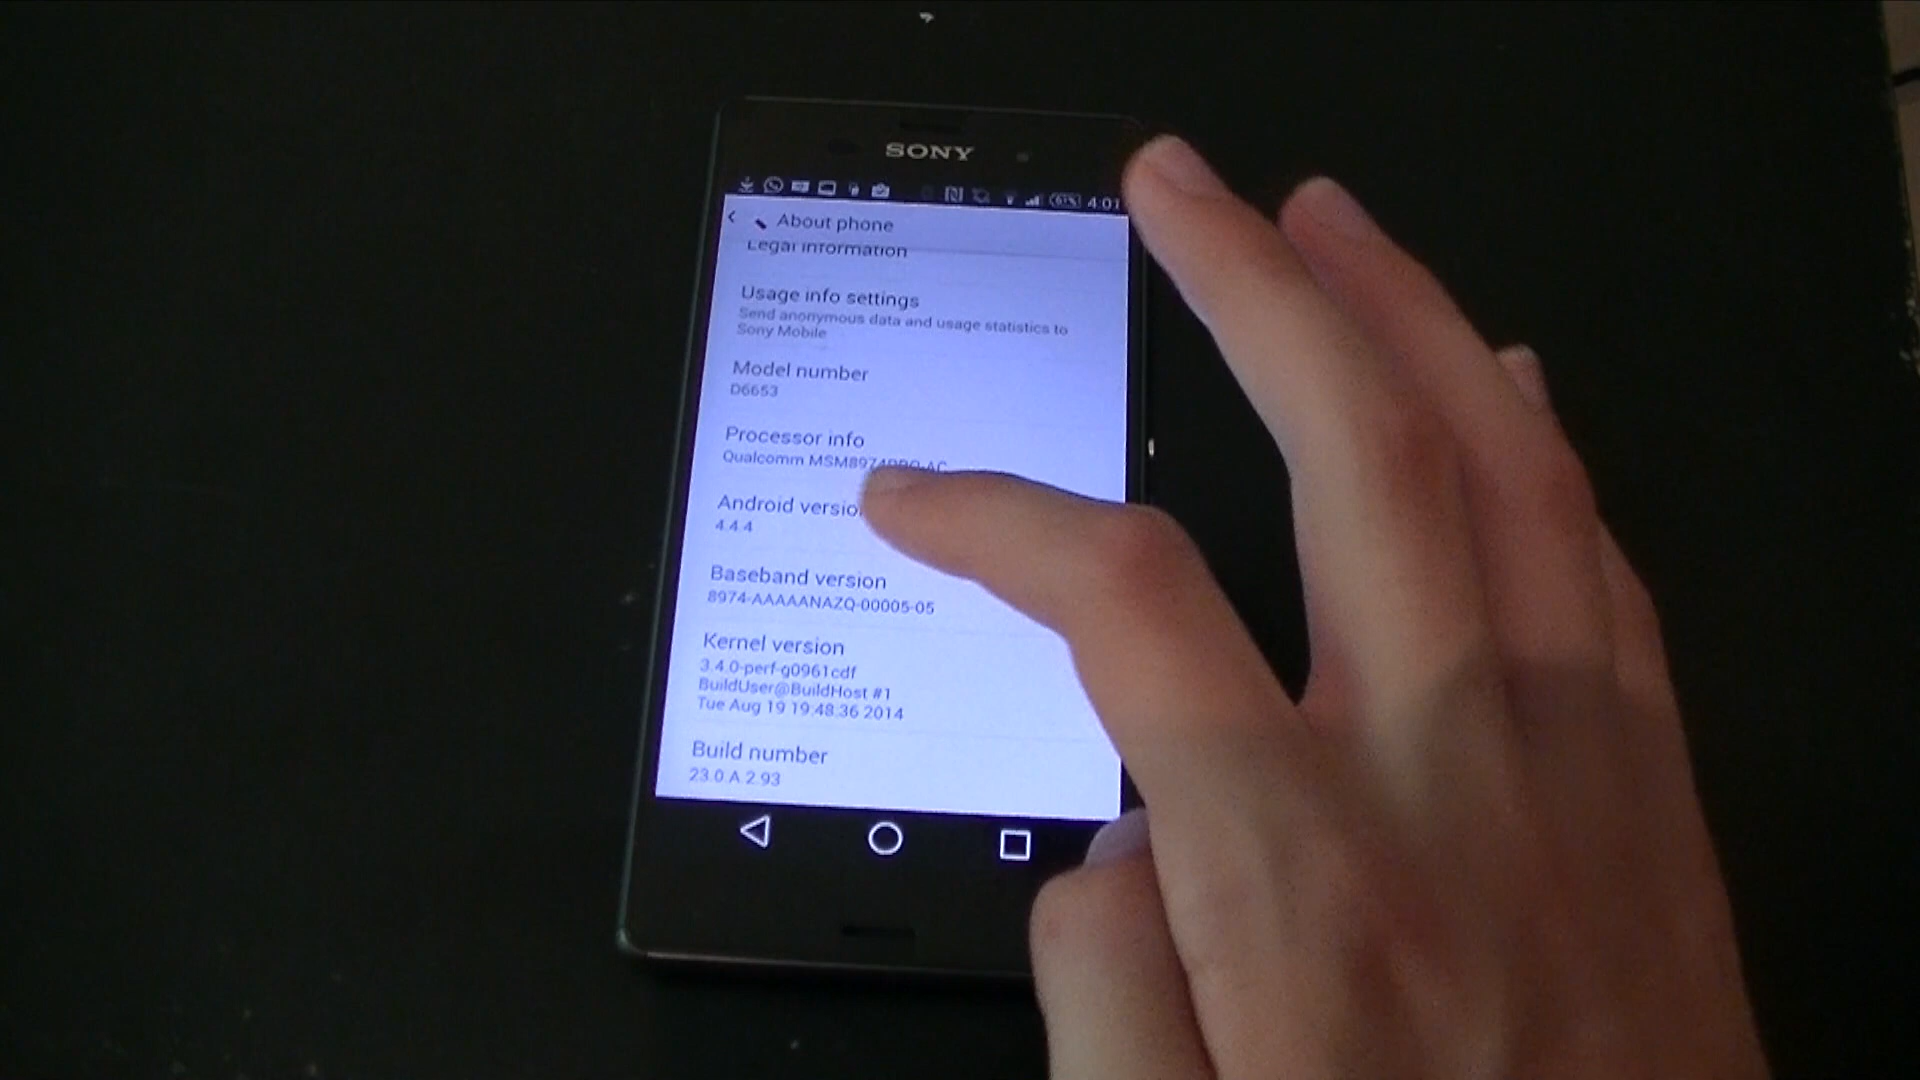 SONY
61%
4:01
About phone
Legal information
Usage info settings
Send anonymous data and usage statistics to
Sony Mobile
Model number
D6653
Processor info
Qualcomm
Android
4.4.4
Baseband version
8974-AAAAANAZQ-00005-05
Kernel version
3.4.0-perf-g0961cdf
BuildUser@BuildHost #1
Tue Aug 19 19:48:36 2014
Build number
23.0.A.2.93